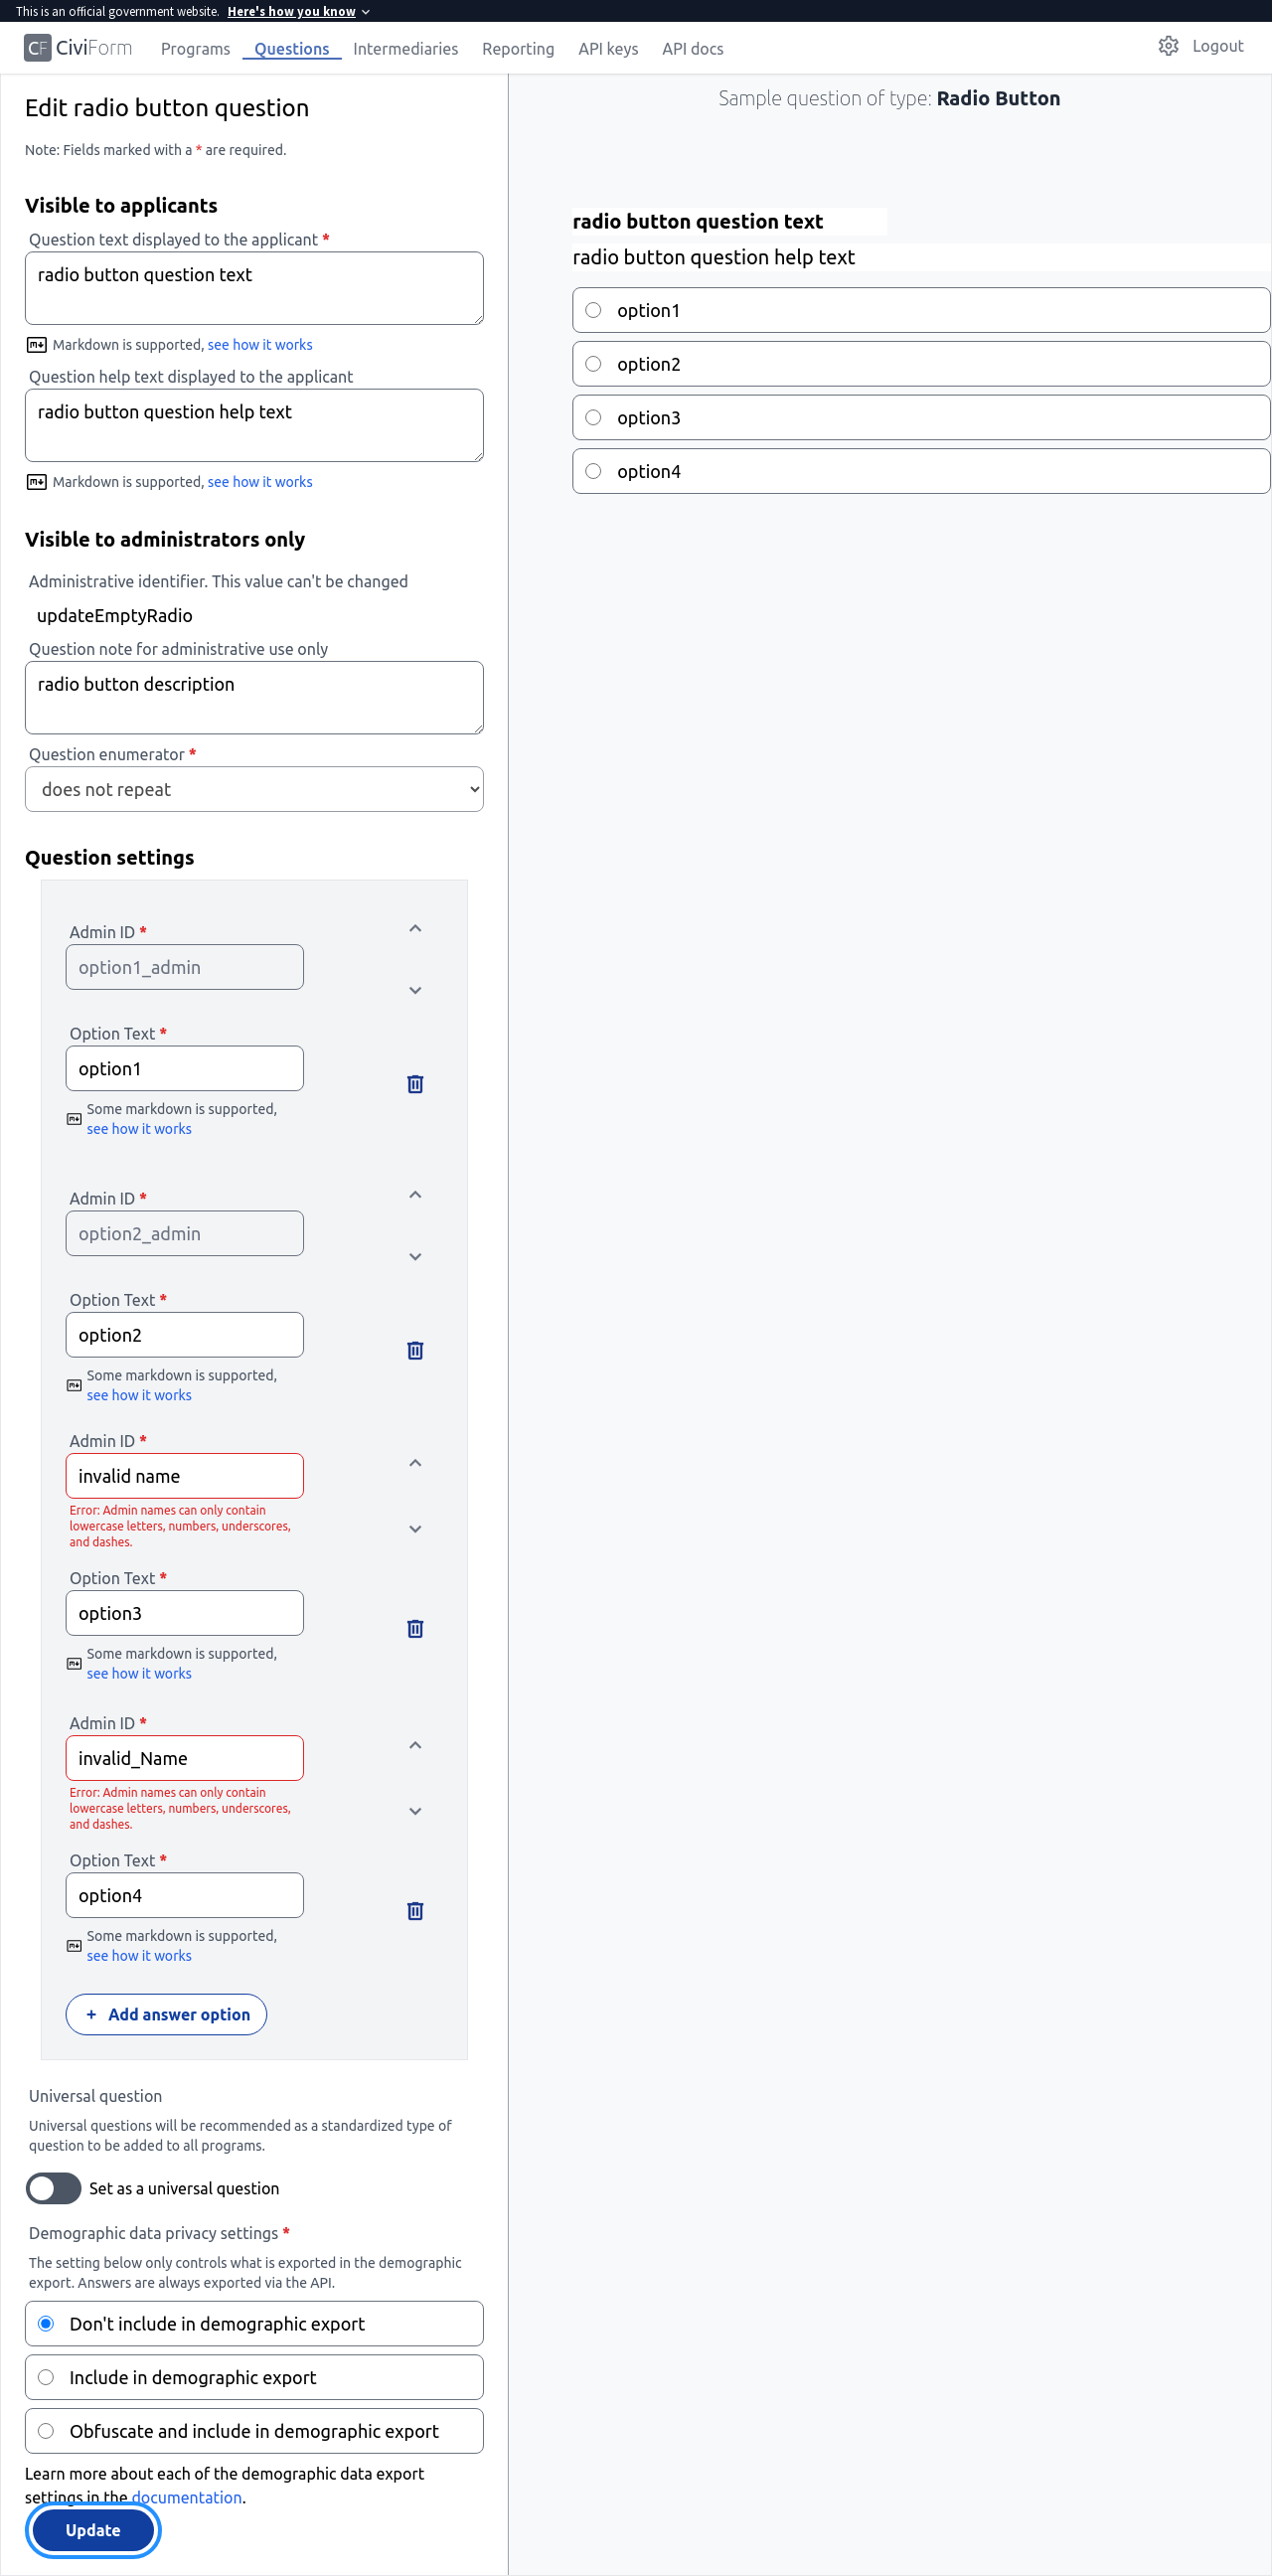 This is an official government website. Here's how you know
CF CiviForm Programs Questions Intermediaries Reporting API keys API docs Logout
Edit radio button question
Note: Fields marked with a * are required.
Visible to applicants
Question text displayed to the applicant *
radio button question text
Markdown is supported, see how it works
Question help text displayed to the applicant
radio button question help text
Markdown is supported, see how it works
Visible to administrators only
Administrative identifier. This value can't be changed
updateEmptyRadio
Question note for administrative use only
radio button description
Question enumerator *
does not repeat
Question settings
Admin ID *
option1_admin
Option Text *
option1
Some markdown is supported,
see how it works
Admin ID *
option2_admin
Option Text *
option2
Some markdown is supported,
see how it works
Admin ID *
invalid name
Error: Admin names can only contain
lowercase letters, numbers, underscores,
and dashes.
Option Text *
option3
Some markdown is supported,
see how it works
Admin ID *
invalid_Name
Error: Admin names can only contain
lowercase letters, numbers, underscores,
and dashes.
Option Text *
option4
Some markdown is supported,
see how it works
+ Add answer option
Universal question
Universal questions will be recommended as a standardized type of
question to be added to all programs.
Set as a universal question
Demographic data privacy settings *
The setting below only controls what is exported in the demographic
export. Answers are always exported via the API.
Don't include in demographic export
Include in demographic export
Obfuscate and include in demographic export
Learn more about each of the demographic data export
settings in the documentation.
Update
Sample question of type: Radio Button
radio button question text
radio button question help text
option1
option2
option3
option4